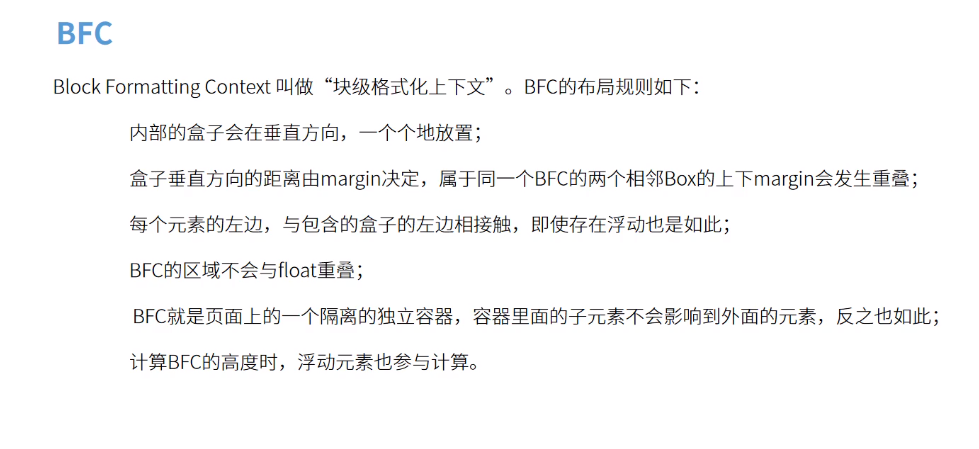 BFC
Block Formatting Context 叫做“块级格式化上下文”。BFC的布局规则如下：
内部的盒子会在垂直方向，一个个地放置；
盒子垂直方向的距离由margin决定，属于同一个BFC的两个相邻Box的上下margin会发生重叠；
每个元素的左边，与包含的盒子的左边相接触，即使存在浮动也是如此；
BFC的区域不会与float重叠；
BFC就是页面上的一个隔离的独立容器，容器里面的子元素不会影响到外面的元素，反之也如此；
计算BFC的高度时，浮动元素也参与计算。